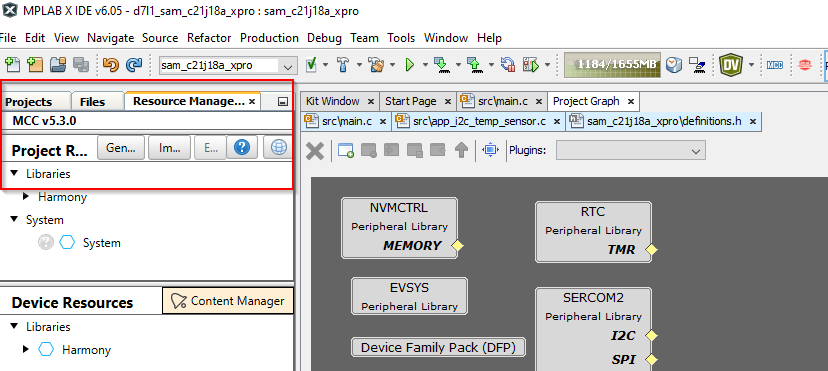 MPLAB X IDE v6.05 - d7l1_sam_c21j18a_xpro : sam_c21j18a_xpro
File Edit View Navigate Source Refactor Production Debug Team Tools Window Help
sam_c21j18a_xpro 1184/1655MB DV MCC
Projects Files Resource Manage...
MCC v5.3.0
Project R... Gen... Im... E... ?
Libraries
Harmony
System
? System
Device Resources Content Manager
Libraries
Harmony
Kit Window Start Page src\main.c Project Graph
src\main.c src\app_i2c_temp_sensor.c sam_c21j18a_xpro\definitions.h
Plugins:
NVMCTRL
Peripheral Library
MEMORY
RTC
Peripheral Library
TMR
EVSYS
Peripheral Library
SERCOM2
Peripheral Library
I2C
SPI
Device Family Pack (DFP)